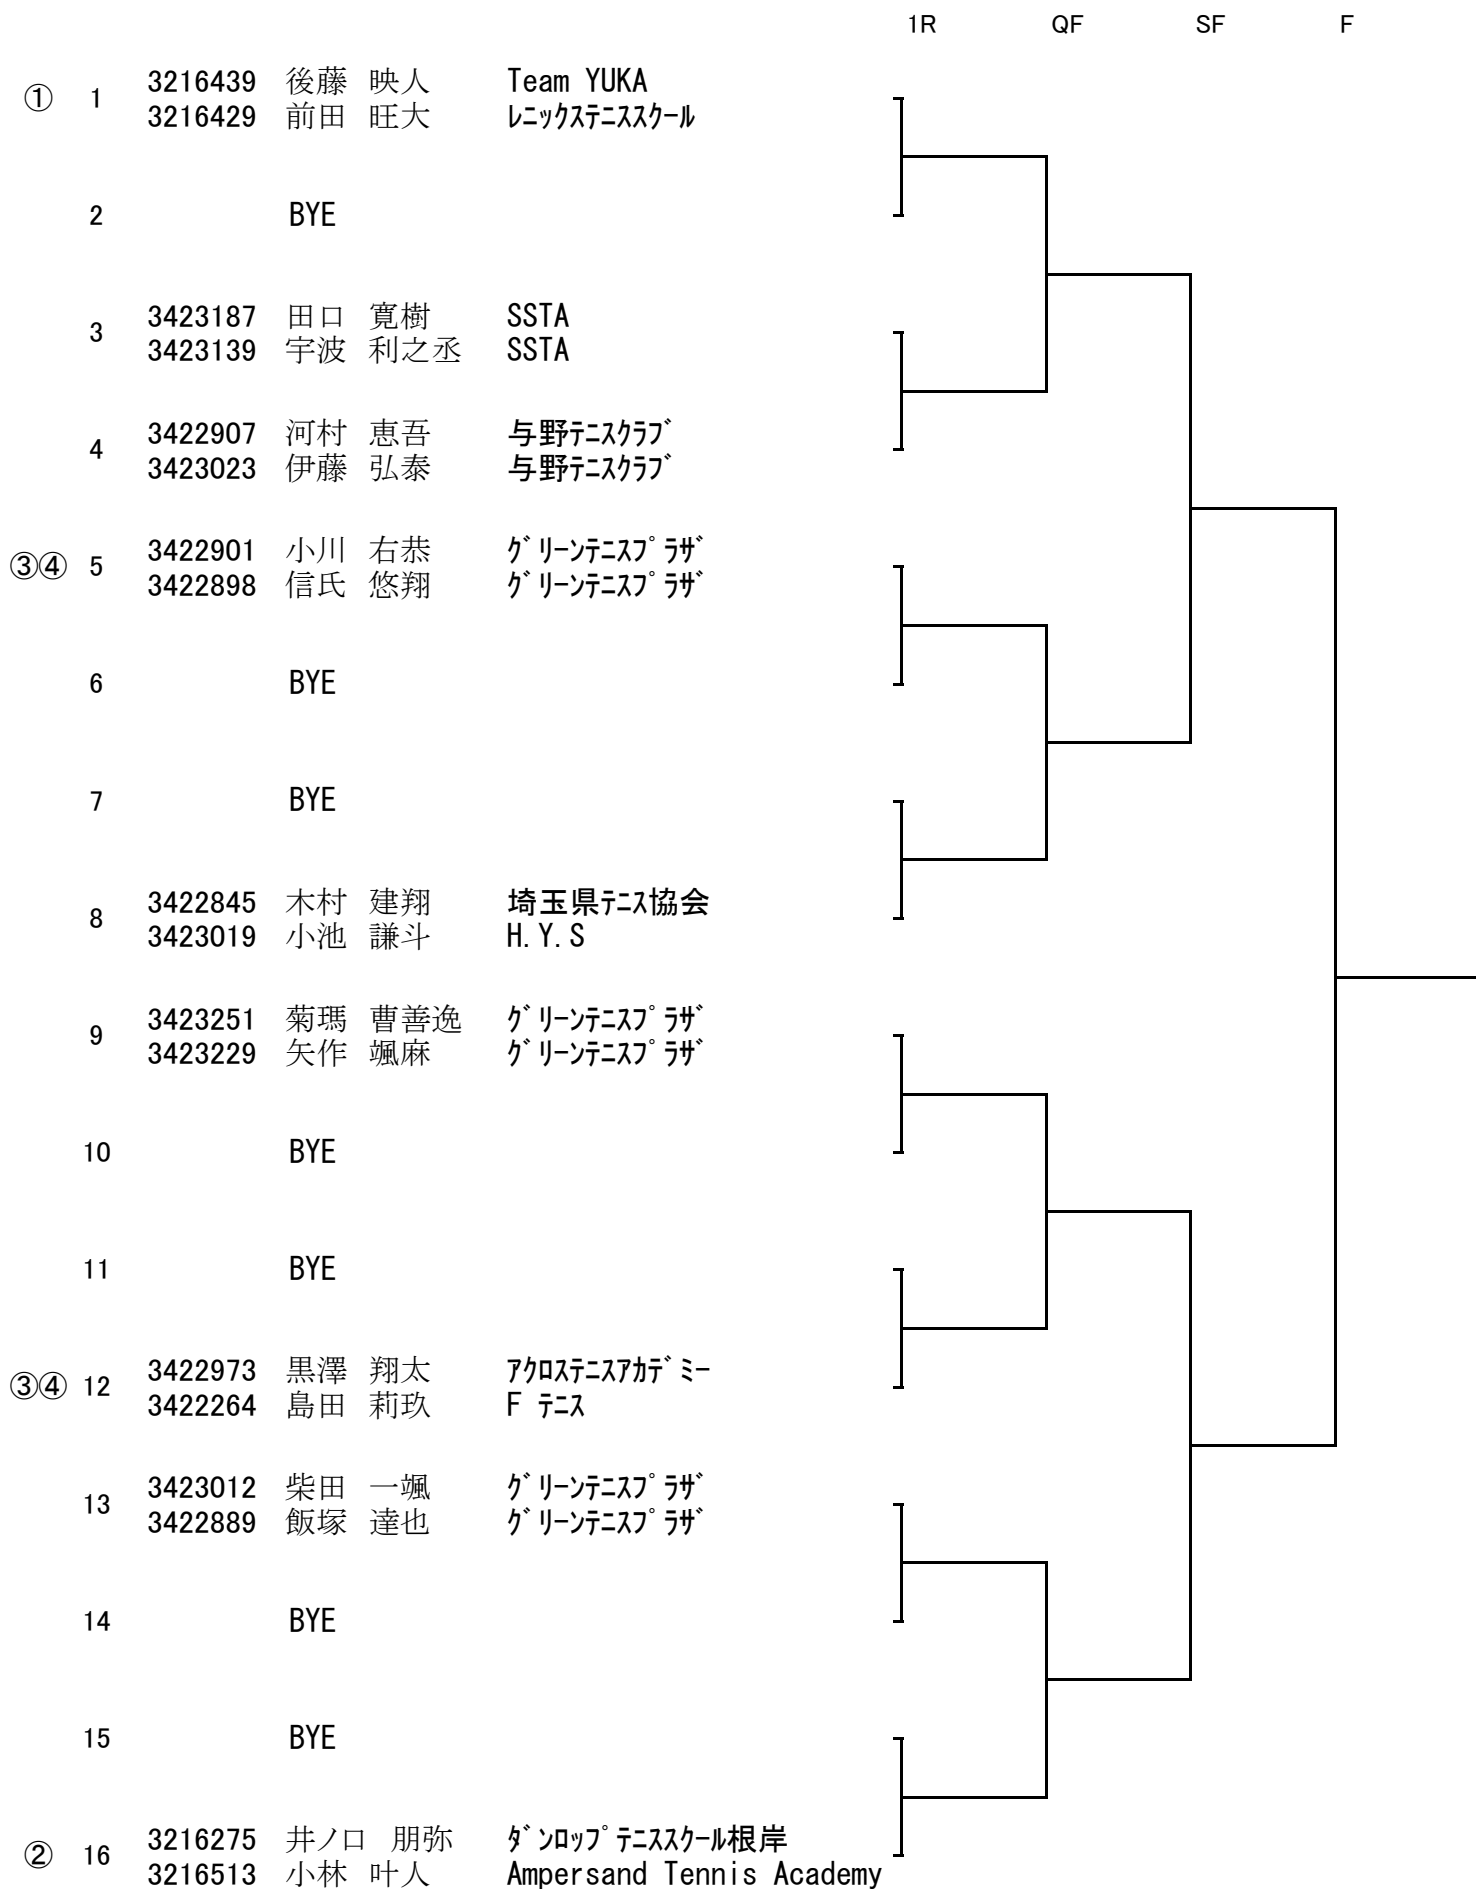 1R QF SF F
3216439 後藤 映人 Team YUKA
① 1
3216429 前田 旺大 ﾚﾆｯｸｽﾃﾆｽｽｸｰﾙ
2 BYE
3423187 田口 寛樹 SSTA
3
3423139 宇波 利之丞 SSTA
3422907 河村 恵吾 与野ﾃﾆｽｸﾗﾌﾞ
4
3423023 伊藤 弘泰 与野ﾃﾆｽｸﾗﾌﾞ
3422901 小川 右恭 ｸﾞﾘｰﾝﾃﾆｽﾌﾟﾗｻﾞ
③④ 5
3422898 信氏 悠翔 ｸﾞﾘｰﾝﾃﾆｽﾌﾟﾗｻﾞ
6 BYE
7 BYE
3422845 木村 建翔 埼玉県ﾃﾆｽ協会
8
3423019 小池 謙斗 H.Y.S
3423251 菊瑪 曹善逸 ｸﾞﾘｰﾝﾃﾆｽﾌﾟﾗｻﾞ
9
3423229 矢作 颯麻 ｸﾞﾘｰﾝﾃﾆｽﾌﾟﾗｻﾞ
10 BYE
11 BYE
3422973 黒澤 翔太 ｱｸﾛｽﾃﾆｽｱｶﾃﾞﾐｰ
③④ 12
3422264 島田 莉玖 F ﾃﾆｽ
3423012 柴田 一颯 ｸﾞﾘｰﾝﾃﾆｽﾌﾟﾗｻﾞ
13
3422889 飯塚 達也 ｸﾞﾘｰﾝﾃﾆｽﾌﾟﾗｻﾞ
14 BYE
15 BYE
3216275 井ノ口 朋弥 ﾀﾞﾝﾛｯﾌﾟﾃﾆｽｽｸｰﾙ根岸
② 16
3216513 小林 叶人 Ampersand Tennis Academy